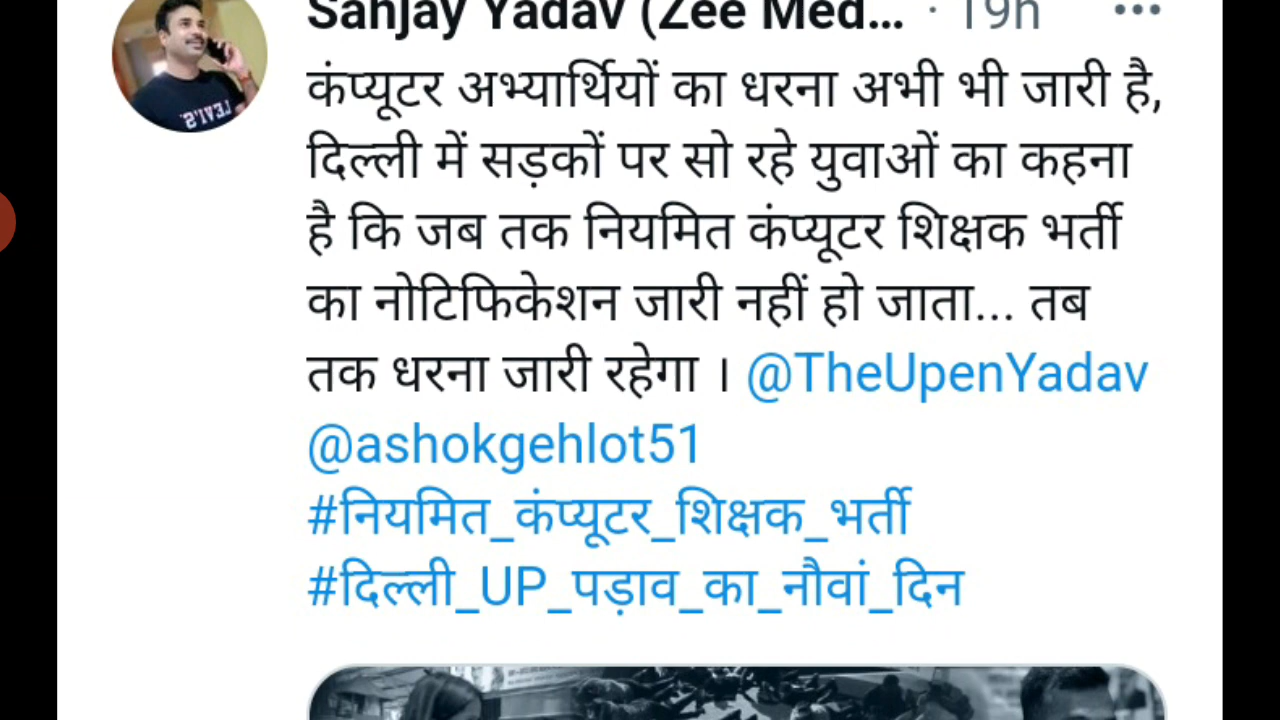 Sanjay Yadav (Zee Med... · 19h
कंप्यूटर अभ्यार्थियों का धरना अभी भी जारी है,
दिल्ली में सड़कों पर सो रहे युवाओं का कहना
है कि जब तक नियमित कंप्यूटर शिक्षक भर्ती
का नोटिफिकेशन जारी नहीं हो जाता... तब
तक धरना जारी रहेगा । @TheUpenYadav
@ashokgehlot51
#नियमित_कंप्यूटर_शिक्षक_भर्ती
#दिल्ली_UP_पड़ाव_का_नौवां_दिन